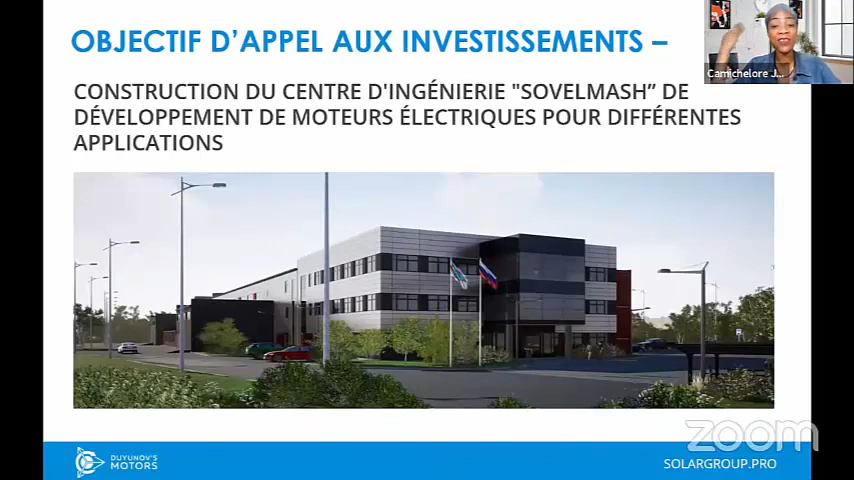 OBJECTIF D'APPEL AUX INVESTISSEMENTS –
Camichelore J...
CONSTRUCTION DU CENTRE D'INGÉNIERIE "SOVELMASH” DE
DÉVELOPPEMENT DE MOTEURS ÉLECTRIQUES POUR DIFFÉRENTES
APPLICATIONS
zoom
DUYUNOV'S
MOTORS
SOLARGROUP.PRO